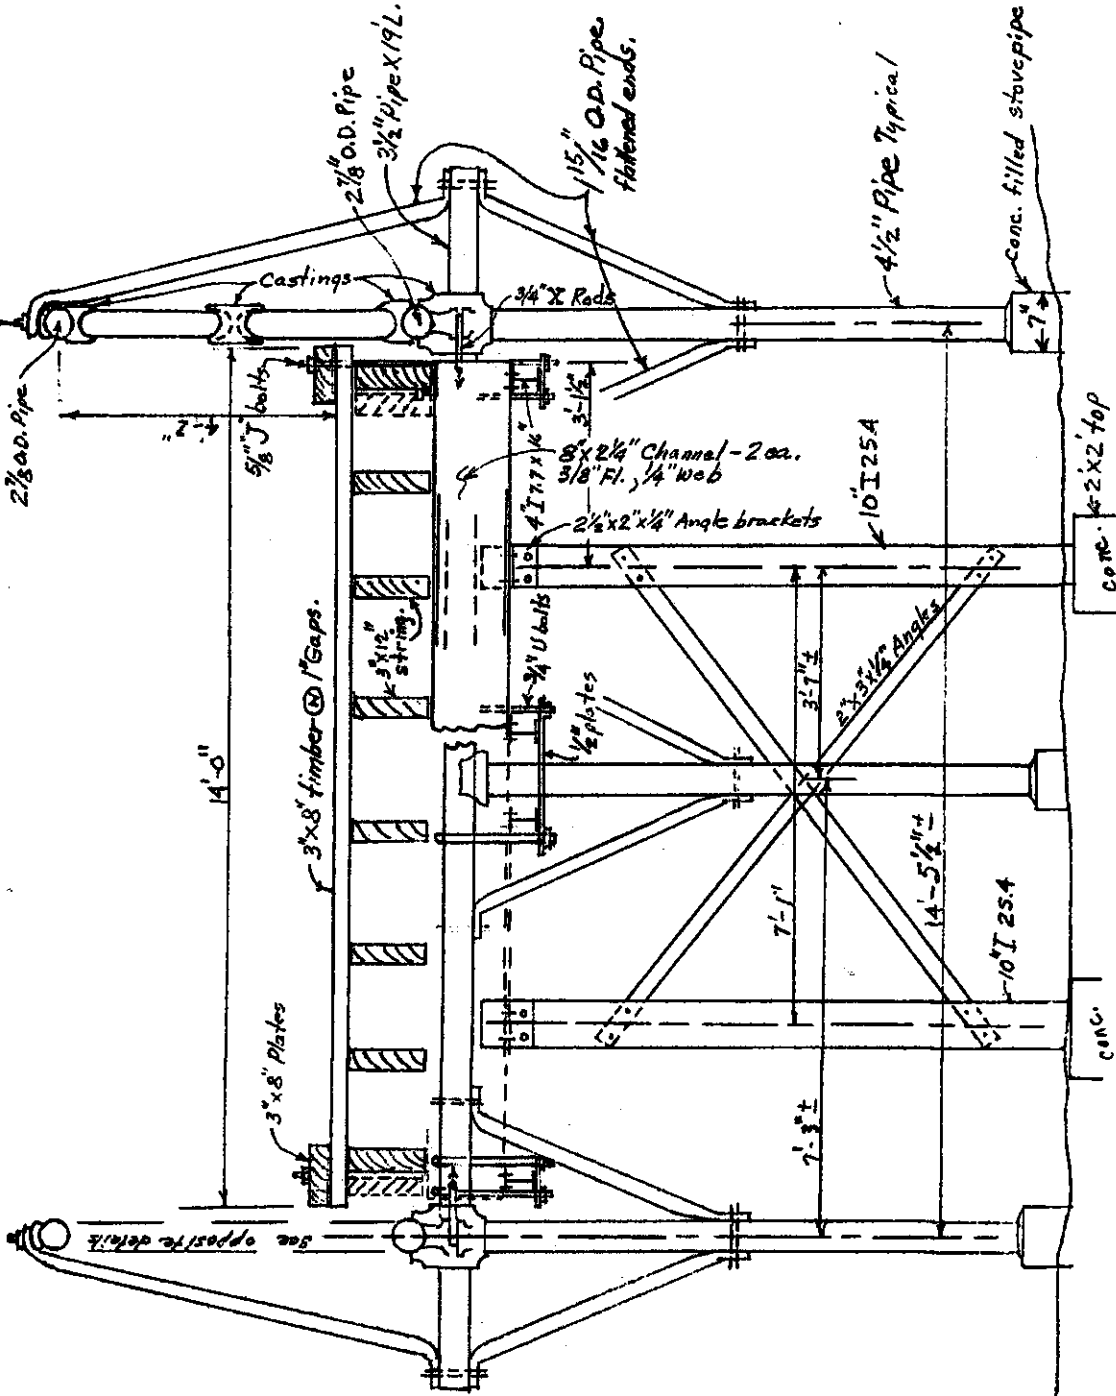 2⅞" O.D. Pipe
3½" Pipe X 19'L.
1 15/16" O.D. Pipe
flattened ends.
4½" Pipe Typical
Conc. filled stovepipe
2⅞ O.D. Pipe
Castings
3/4" X Rods
7"
5/8" J bolts
4'-2"
3'-1½"
8"x2¼" Channel - 2 ea.
3/8" Fl., ¼" Web
4" I 7.7 x 16"
2½"x2"x¼" Angle brackets
10" I 25.4
2'x2' top
conc.
3"x8" timber Ⓝ 1" Gaps.
3"x12"
string.
3/4" U bolts
½" plates
3'-7"±
2"x3"x¼" Angles
14'-0"
7'-1"
14'-5½"±
3"x8" Plates
10" I 25.4
conc.
7'-3"±
See opposite details